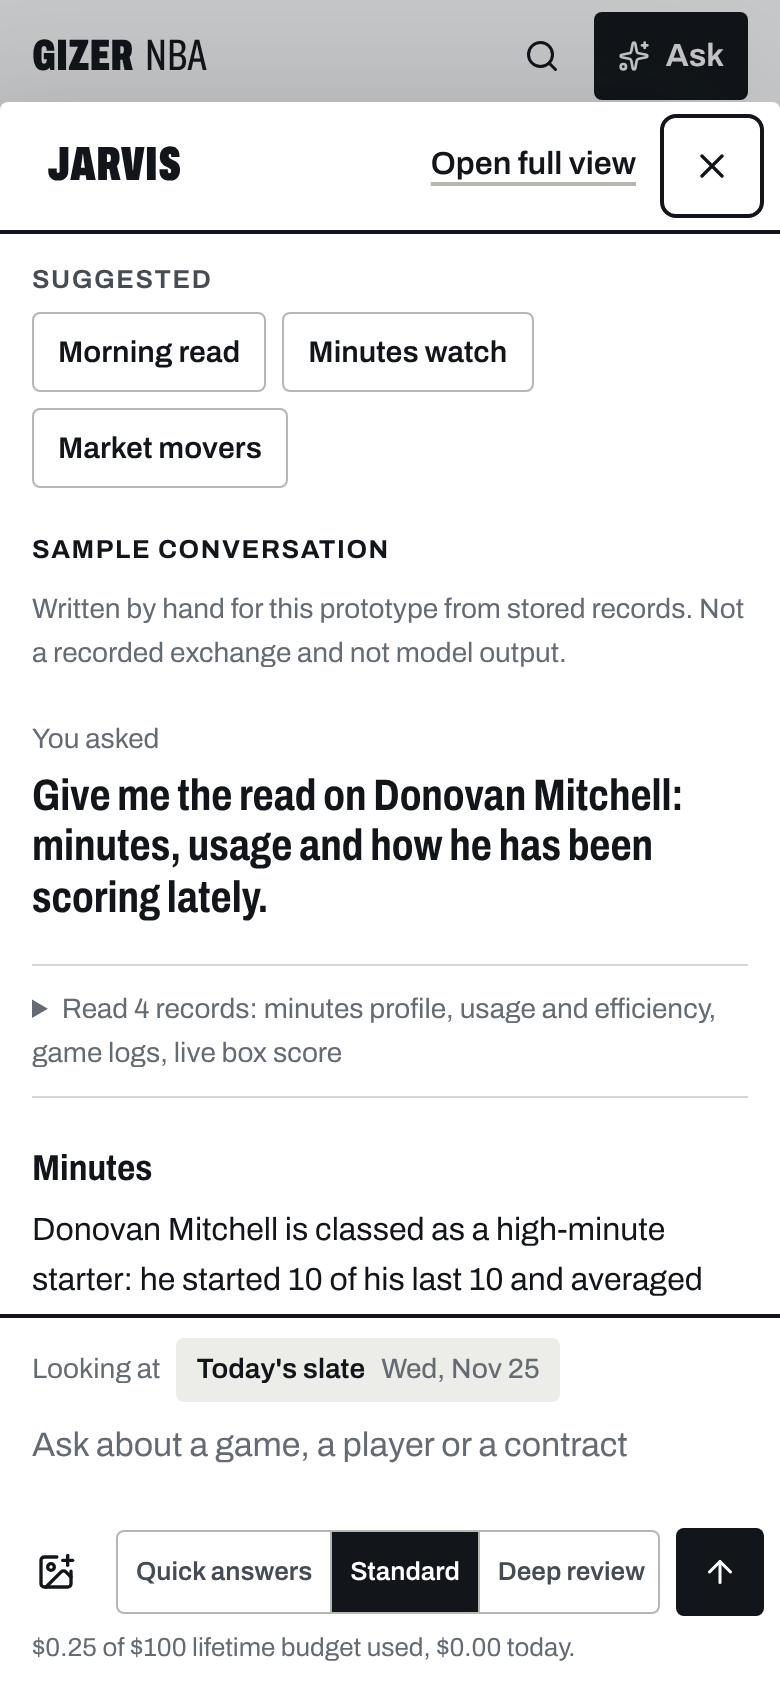 GIZER NBA
Ask
JARVIS
Open full view
SUGGESTED
Morning read
Minutes watch
Market movers
SAMPLE CONVERSATION
Written by hand for this prototype from stored records. Not
a recorded exchange and not model output.
You asked
Give me the read on Donovan Mitchell:
minutes, usage and how he has been
scoring lately.
Read 4 records: minutes profile, usage and efficiency,
game logs, live box score
Minutes
Donovan Mitchell is classed as a high-minute
starter: he started 10 of his last 10 and averaged
Looking at Today's slate Wed, Nov 25
Ask about a game, a player or a contract
Quick answers Standard Deep review
$0.25 of $100 lifetime budget used, $0.00 today.